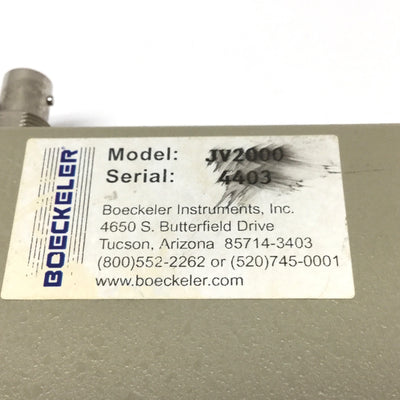 BOECKELER
Model: JV2000
Serial: 4403
Boeckeler Instruments, Inc.
4650 S. Butterfield Drive
Tucson, Arizona 85714-3403
(800)552-2262 or (520)745-0001
www.boeckeler.com